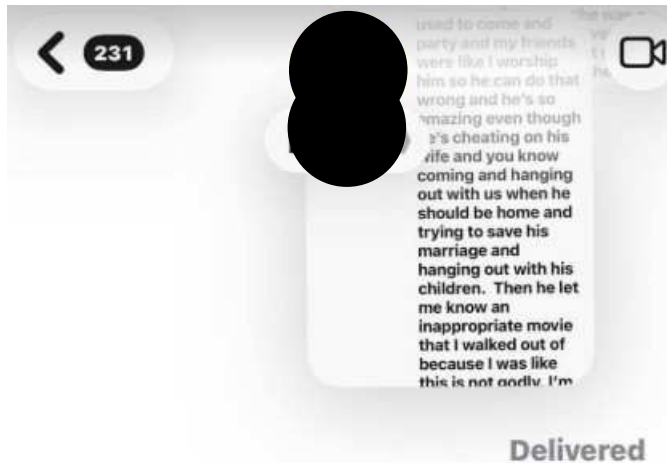 231
used to come and
party and my friends
were like I worship
him so he can do that
wrong and he's so
amazing even though
he's cheating on his
wife and you know
coming and hanging
out with us when he
should be home and
trying to save his
marriage and
hanging out with his
children. Then he let
me know an
inappropriate movie
that I walked out of
because I was like
this is not godly. I'm
Delivered